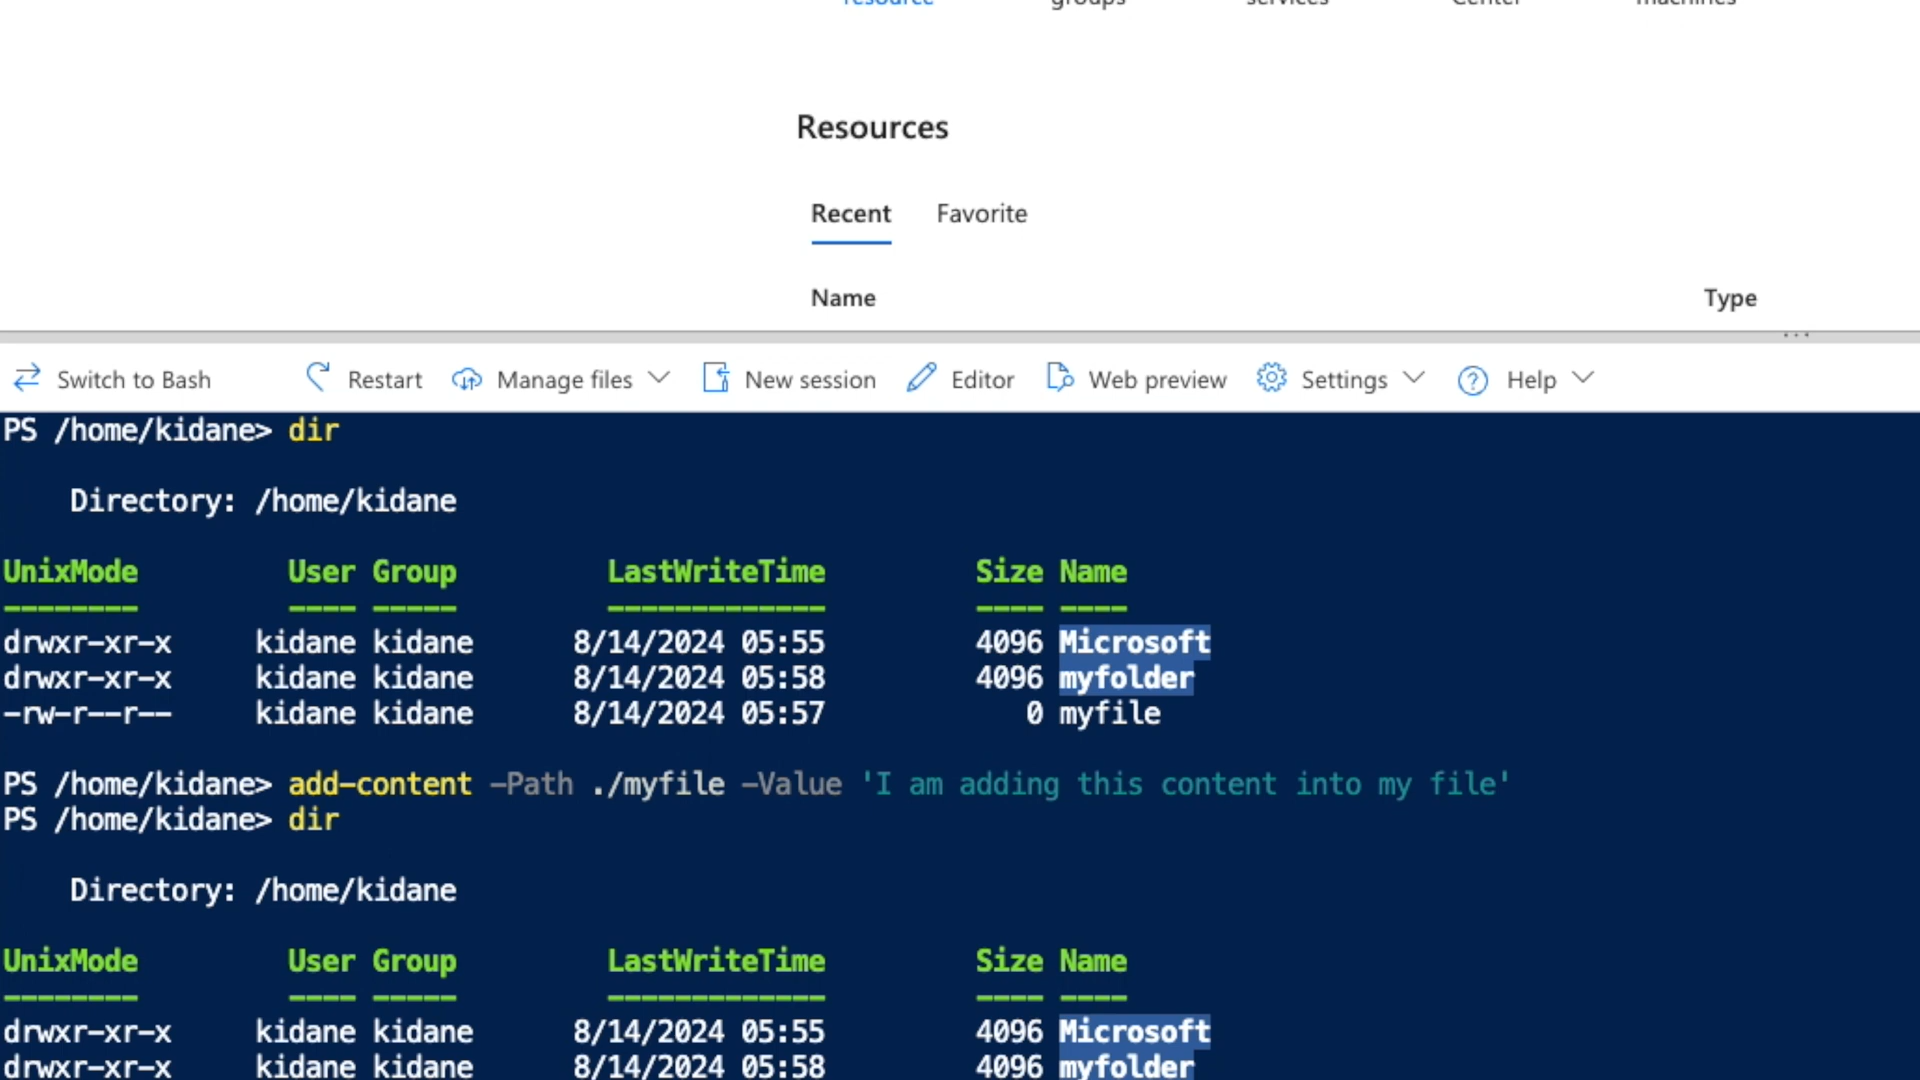 resource groups services Center machines
Resources
Recent Favorite
Name Type
Switch to Bash Restart Manage files New session Editor Web preview Settings Help
PS /home/kidane> dir
Directory: /home/kidane
UnixMode User Group LastWriteTime Size Name
-------- ---- ----- ------------- ---- ----
drwxr-xr-x kidane kidane 8/14/2024 05:55 4096 Microsoft
drwxr-xr-x kidane kidane 8/14/2024 05:58 4096 myfolder
-rw-r--r-- kidane kidane 8/14/2024 05:57 0 myfile
PS /home/kidane> add-content -Path ./myfile -Value 'I am adding this content into my file'
PS /home/kidane> dir
Directory: /home/kidane
UnixMode User Group LastWriteTime Size Name
-------- ---- ----- ------------- ---- ----
drwxr-xr-x kidane kidane 8/14/2024 05:55 4096 Microsoft
drwxr-xr-x kidane kidane 8/14/2024 05:58 4096 myfolder